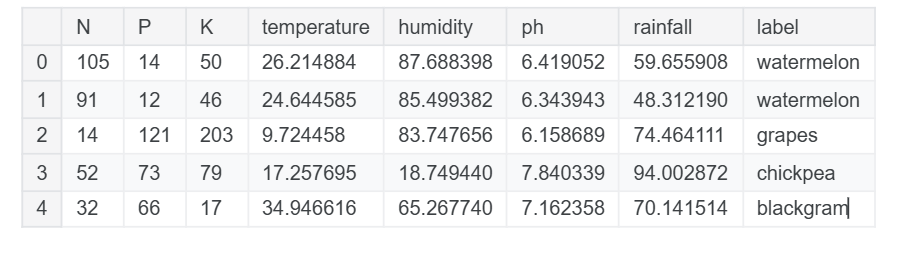 N P K temperature humidity ph rainfall label
0 105 14 50 26.214884 87.688398 6.419052 59.655908 watermelon
1 91 12 46 24.644585 85.499382 6.343943 48.312190 watermelon
2 14 121 203 9.724458 83.747656 6.158689 74.464111 grapes
3 52 73 79 17.257695 18.749440 7.840339 94.002872 chickpea
4 32 66 17 34.946616 65.267740 7.162358 70.141514 blackgram